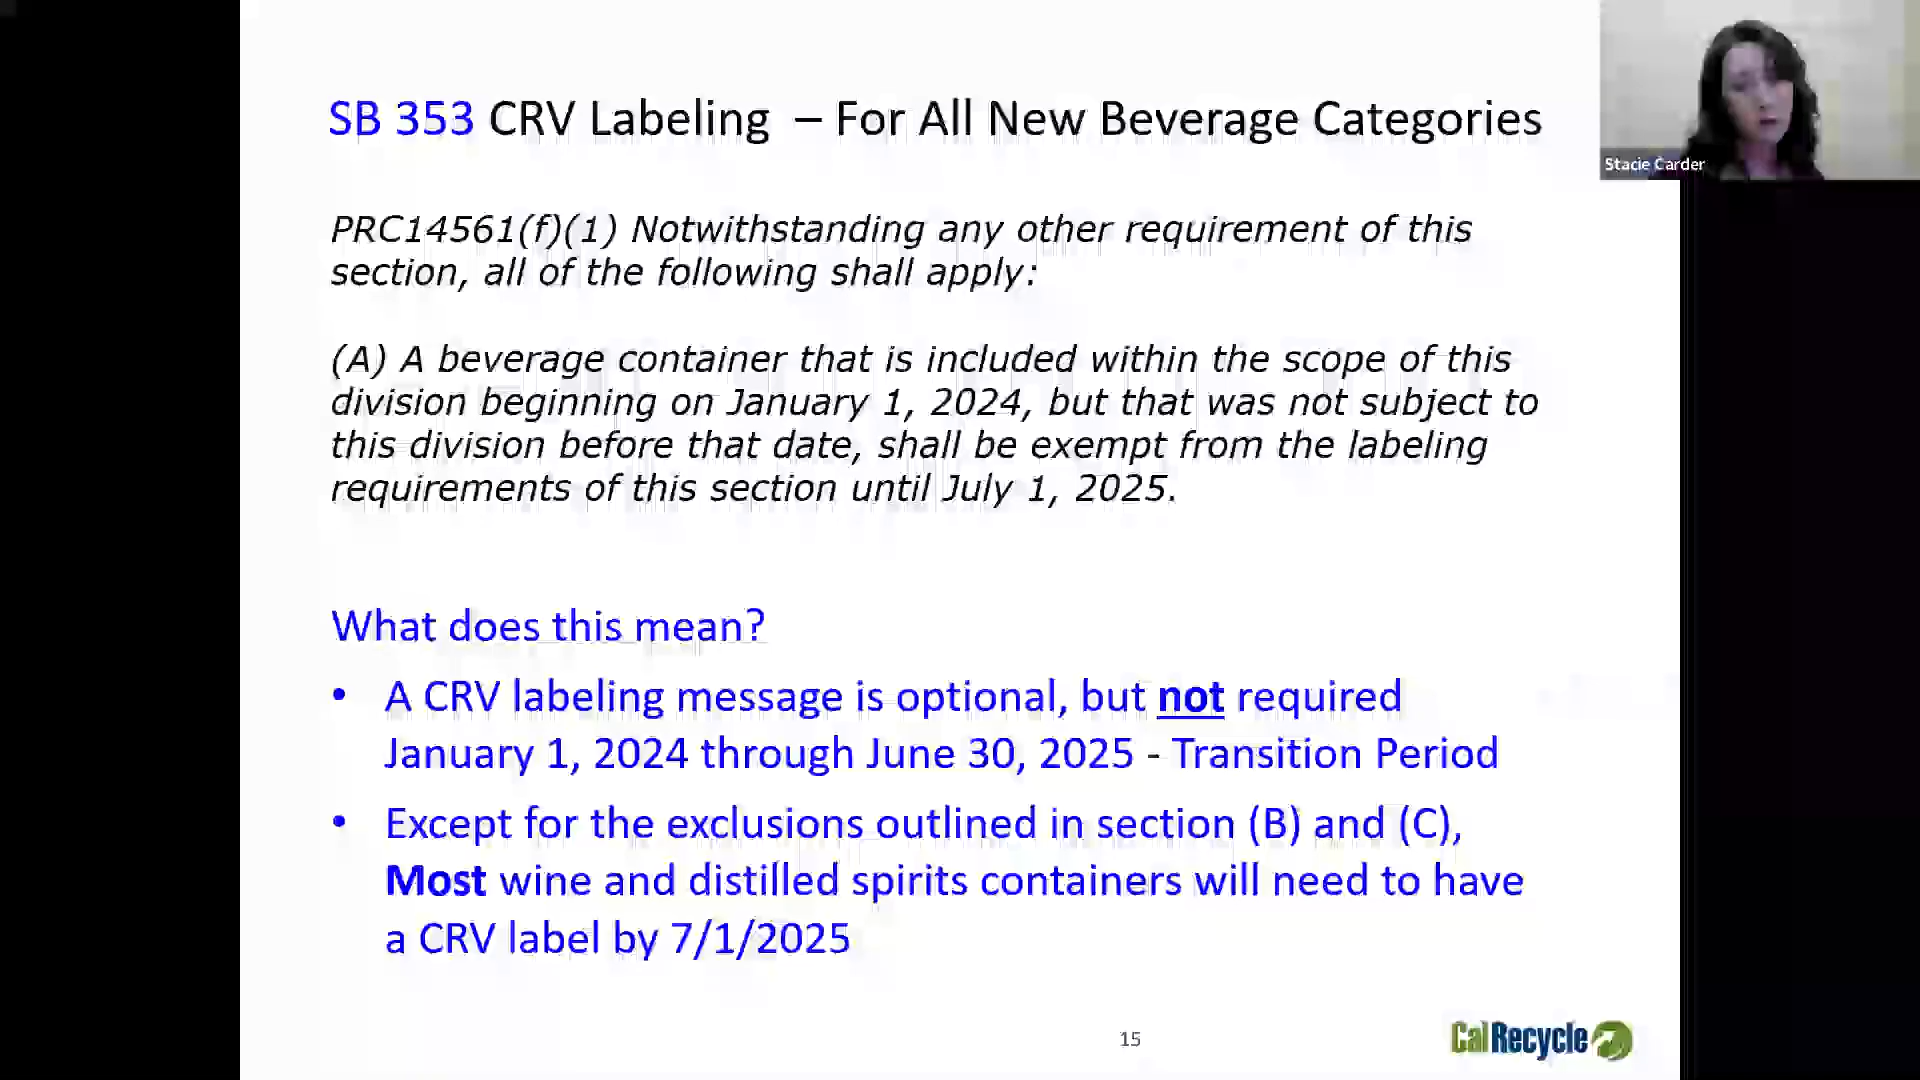 SB 353 CRV Labeling – For All New Beverage Categories
Stacie Carder
PRC14561(f)(1) Notwithstanding any other requirement of this
section, all of the following shall apply:
(A) A beverage container that is included within the scope of this
division beginning on January 1, 2024, but that was not subject to
this division before that date, shall be exempt from the labeling
requirements of this section until July 1, 2025.
What does this mean?
• A CRV labeling message is optional, but not required
January 1, 2024 through June 30, 2025 - Transition Period
• Except for the exclusions outlined in section (B) and (C),
Most wine and distilled spirits containers will need to have
a CRV label by 7/1/2025
15
CalRecycle